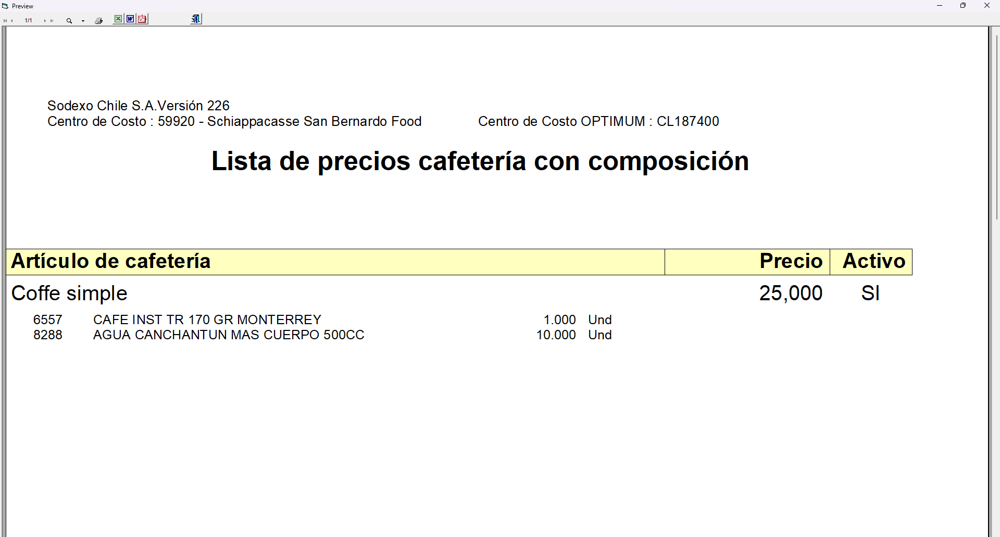 Preview
1/1
Sodexo Chile S.A.Versión 226
Centro de Costo : 59920 - Schiappacasse San Bernardo Food Centro de Costo OPTIMUM : CL187400
Lista de precios cafetería con composición
Artículo de cafetería Precio Activo
Coffe simple 25,000 SI
6557 CAFE INST TR 170 GR MONTERREY 1.000 Und
8288 AGUA CANCHANTUN MAS CUERPO 500CC 10.000 Und